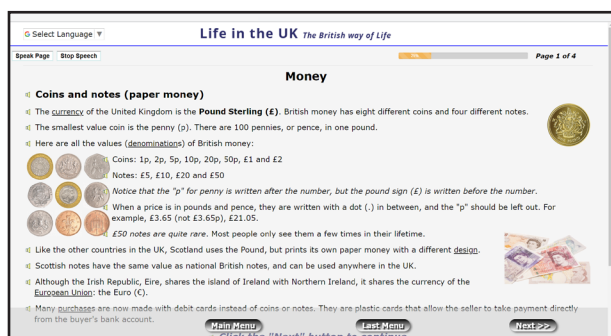 G Select Language ▼
Life in the UK The British way of Life
Speak Page Stop Speech
Page 1 of 4
Money
Coins and notes (paper money)
The currency of the United Kingdom is the Pound Sterling (£). British money has eight different coins and four different notes.
The smallest value coin is the penny (p). There are 100 pennies, or pence, in one pound.
Here are all the values (denominations) of British money:
Coins: 1p, 2p, 5p, 10p, 20p, 50p, £1 and £2
Notes: £5, £10, £20 and £50
Notice that the "p" for penny is written after the number, but the pound sign (£) is written before the number.
When a price is in pounds and pence, they are written with a dot (.) in between, and the "p" should be left out. For
example, £3.65 (not £3.65p), £21.05.
£50 notes are quite rare. Most people only see them a few times in their lifetime.
Like the other countries in the UK, Scotland uses the Pound, but prints its own paper money with a different design.
Scottish notes have the same value as national British notes, and can be used anywhere in the UK.
Although the Irish Republic, Eire, shares the island of Ireland with Northern Ireland, it shares the currency of the
European Union: the Euro (€).
Many purchases are now made with debit cards instead of coins or notes. They are plastic cards that allow the seller to take payment directly
from the buyer's bank account.
Main Menu Last Menu Next >>
Click the "Next" button to continue